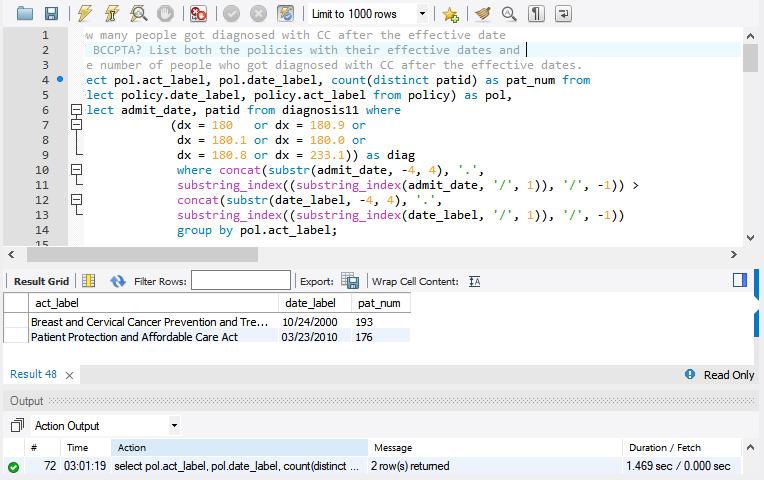 Limit to 1000 rows
1 w many people got diagnosed with CC after the effective date
2 BCCPTA? List both the policies with their effective dates and
3 e number of people who got diagnosed with CC after the effective dates.
4 ect pol.act_label, pol.date_label, count(distinct patid) as pat_num from
5 lect policy.date_label, policy.act_label from policy) as pol,
6 lect admit_date, patid from diagnosis11 where
7 (dx = 180 or dx = 180.9 or
8 dx = 180.1 or dx = 180.0 or
9 dx = 180.8 or dx = 233.1)) as diag
10 where concat(substr(admit_date, -4, 4), '.',
11 substring_index((substring_index(admit_date, '/', 1)), '/', -1)) >
12 concat(substr(date_label, -4, 4), '.',
13 substring_index((substring_index(date_label, '/', 1)), '/', -1))
14 group by pol.act_label;
15
Result Grid Filter Rows: Export: Wrap Cell Content:
act_label date_label pat_num
Breast and Cervical Cancer Prevention and Tre... 10/24/2000 193
Patient Protection and Affordable Care Act 03/23/2010 176
Result 48 Read Only
Output
Action Output
# Time Action Message Duration / Fetch
72 03:01:19 select pol.act_label, pol.date_label, count(distinct ... 2 row(s) returned 1.469 sec / 0.000 sec